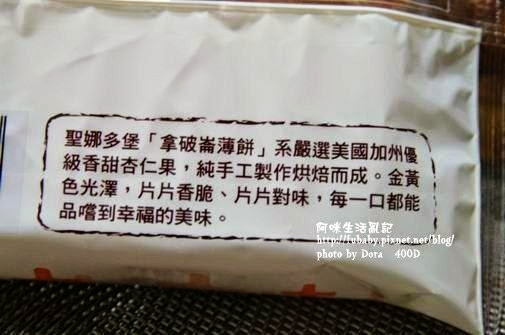 聖娜多堡「拿破崙薄餅」系嚴選美國加州優
級香甜杏仁果，純手工製作烘焙而成。金黃
色光澤，片片香脆、片片對味，每一口都能
品嚐到幸福的美味。
阿咪生活亂記
http://fubaby.pixnet.net/blog/
photo by Dora 400D